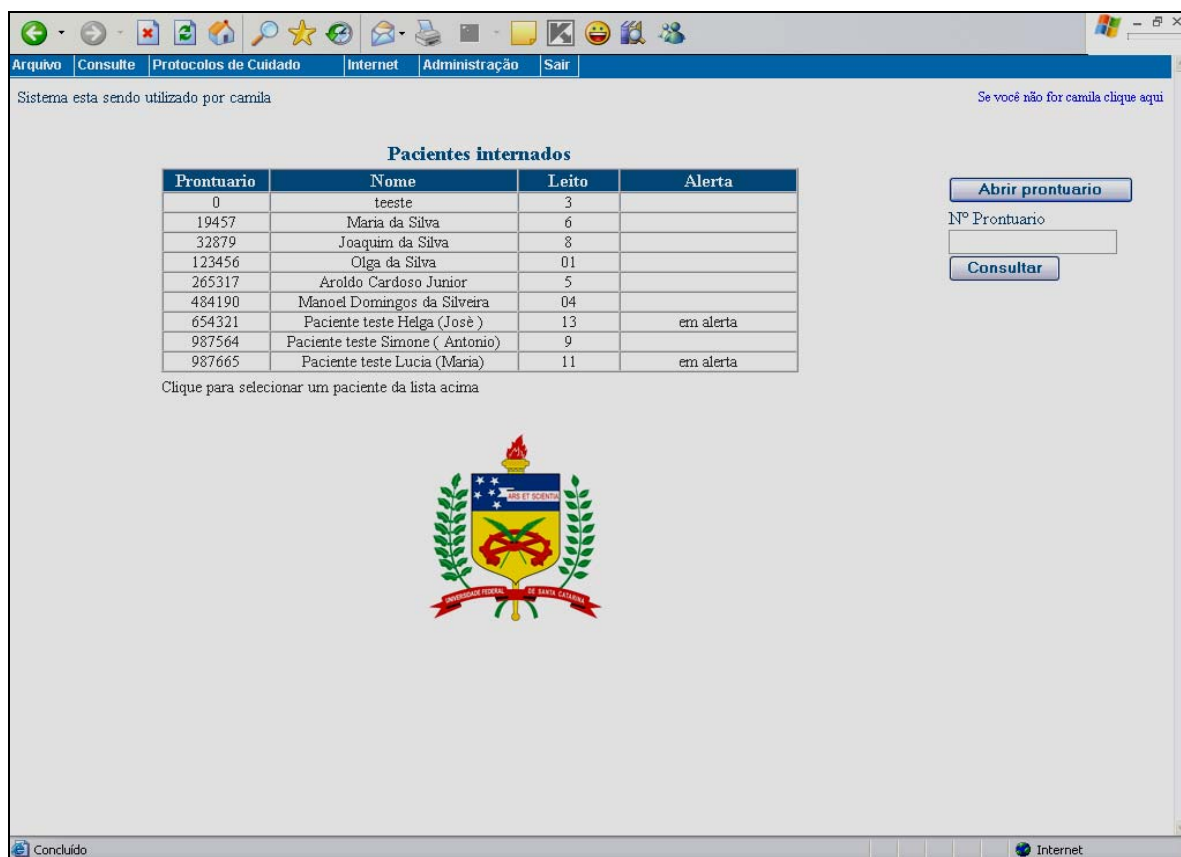 Arquivo Consulte Protocolos de Cuidado Internet Administração Sair
Sistema esta sendo utilizado por camila
Se você não for camila clique aqui
Pacientes internados
Prontuario Nome Leito Alerta
0 teeste 3
19457 Maria da Silva 6
32879 Joaquim da Silva 8
123456 Olga da Silva 01
265317 Aroldo Cardoso Junior 5
484190 Manoel Domingos da Silveira 04
654321 Paciente teste Helga (Josè ) 13 em alerta
987564 Paciente teste Simone ( Antonio) 9
987665 Paciente teste Lucia (Maria) 11 em alerta
Clique para selecionar um paciente da lista acima
Abrir prontuario
Nº Prontuario
Consultar
ARS ET SCIENTIA
UNIVERSIDADE FEDERAL DE SANTA CATARINA
Concluído Internet